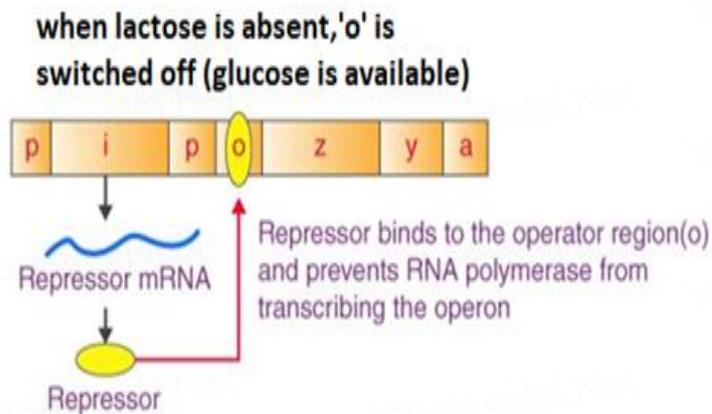 when lactose is absent,'o' is
switched off (glucose is available)
p i p o z y a
Repressor mRNA
Repressor binds to the operator region(o)
and prevents RNA polymerase from
transcribing the operon
Repressor